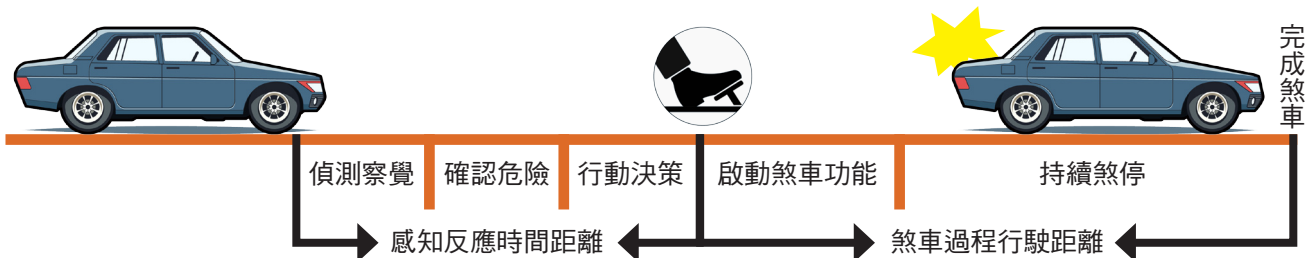 完成煞車
偵測察覺
確認危險
行動決策
啟動煞車功能
持續煞停
感知反應時間距離
煞車過程行駛距離